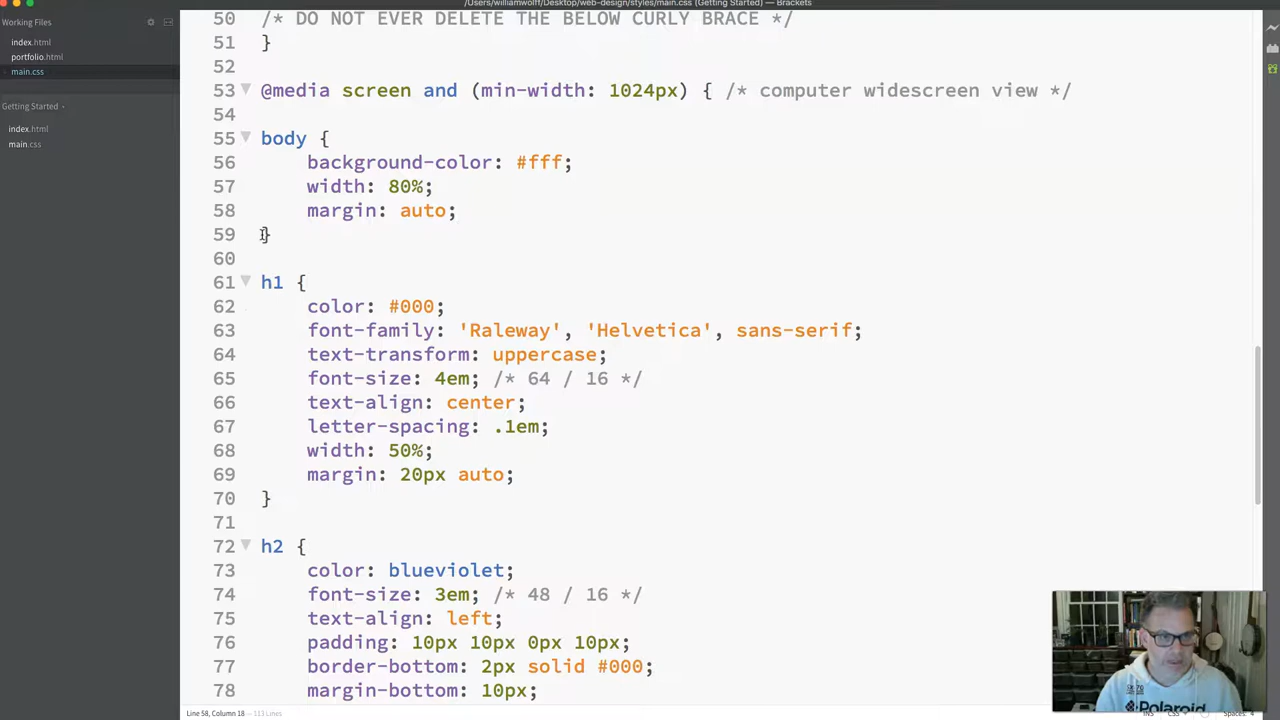 /Users/williamwolff/Desktop/web-design/styles/main.css (Getting Started) — Brackets
Working Files
index.html
portfolio.html
main.css
Getting Started
index.html
main.css
50 /* DO NOT EVER DELETE THE BELOW CURLY BRACE */
51 }
52
53 @media screen and (min-width: 1024px) { /* computer widescreen view */
54
55 body {
56 background-color: #fff;
57 width: 80%;
58 margin: auto;
59 }
60
61 h1 {
62 color: #000;
63 font-family: 'Raleway', 'Helvetica', sans-serif;
64 text-transform: uppercase;
65 font-size: 4em; /* 64 / 16 */
66 text-align: center;
67 letter-spacing: .1em;
68 width: 50%;
69 margin: 20px auto;
70 }
71
72 h2 {
73 color: blueviolet;
74 font-size: 3em; /* 48 / 16 */
75 text-align: left;
76 padding: 10px 10px 0px 10px;
77 border-bottom: 2px solid #000;
78 margin-bottom: 10px;
Polaroid
Line 58, Column 18 — 113 Lines
INS CSS Spaces: 4